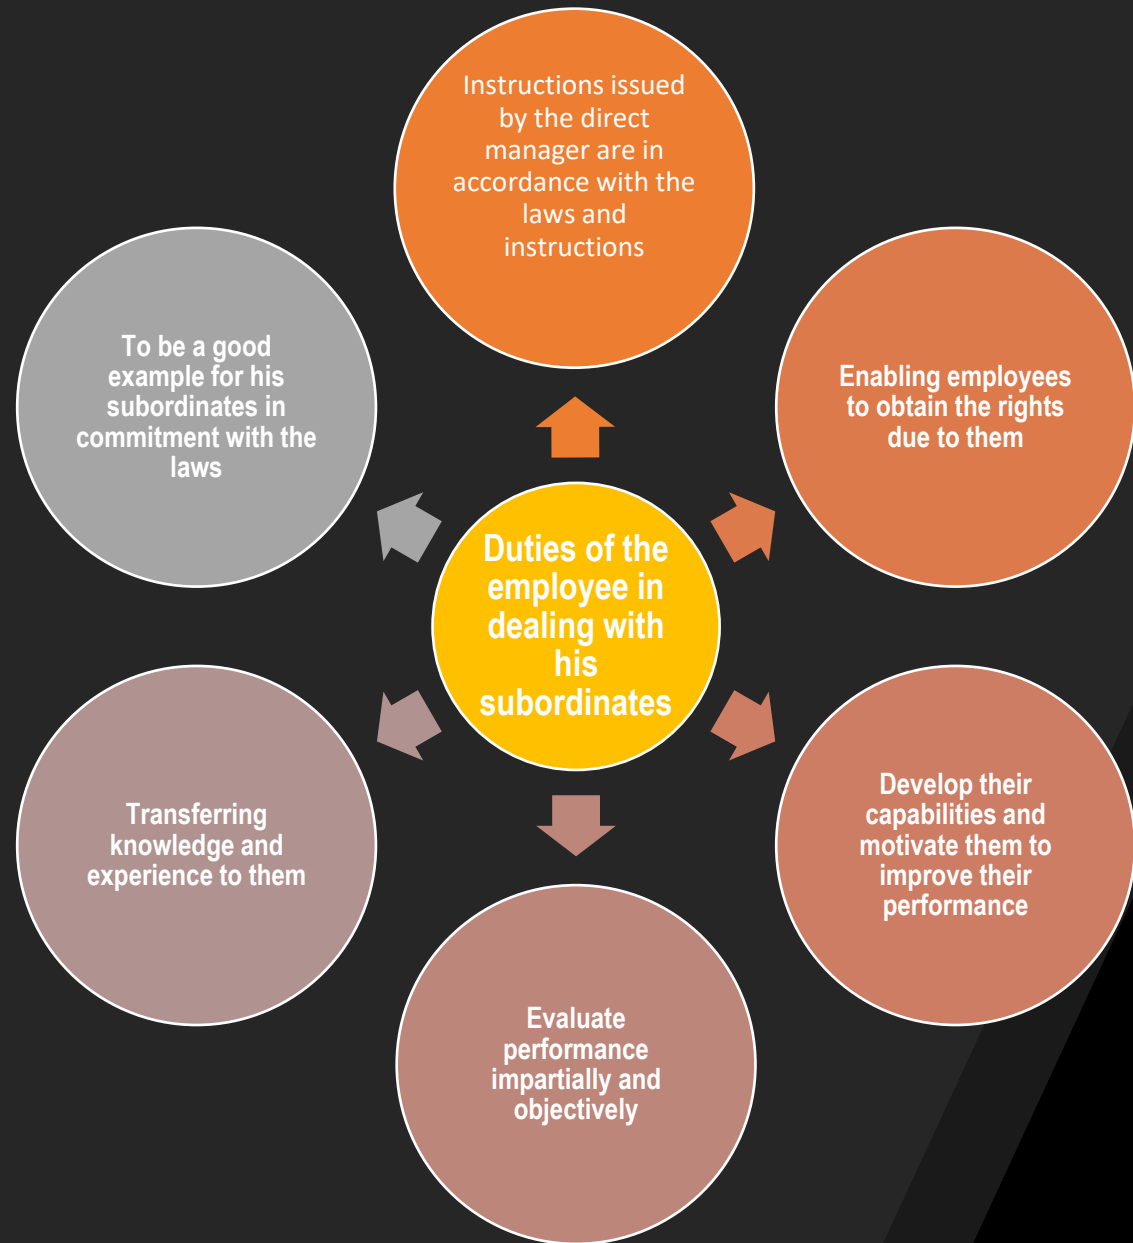 Instructions issued
by the direct
manager are in
accordance with the
laws and
instructions
To be a good
example for his
subordinates in
commitment with the
laws
Enabling employees
to obtain the rights
due to them
Duties of the
employee in
dealing with
his
subordinates
Transferring
knowledge and
experience to them
Develop their
capabilities and
motivate them to
improve their
performance
Evaluate
performance
impartially and
objectively